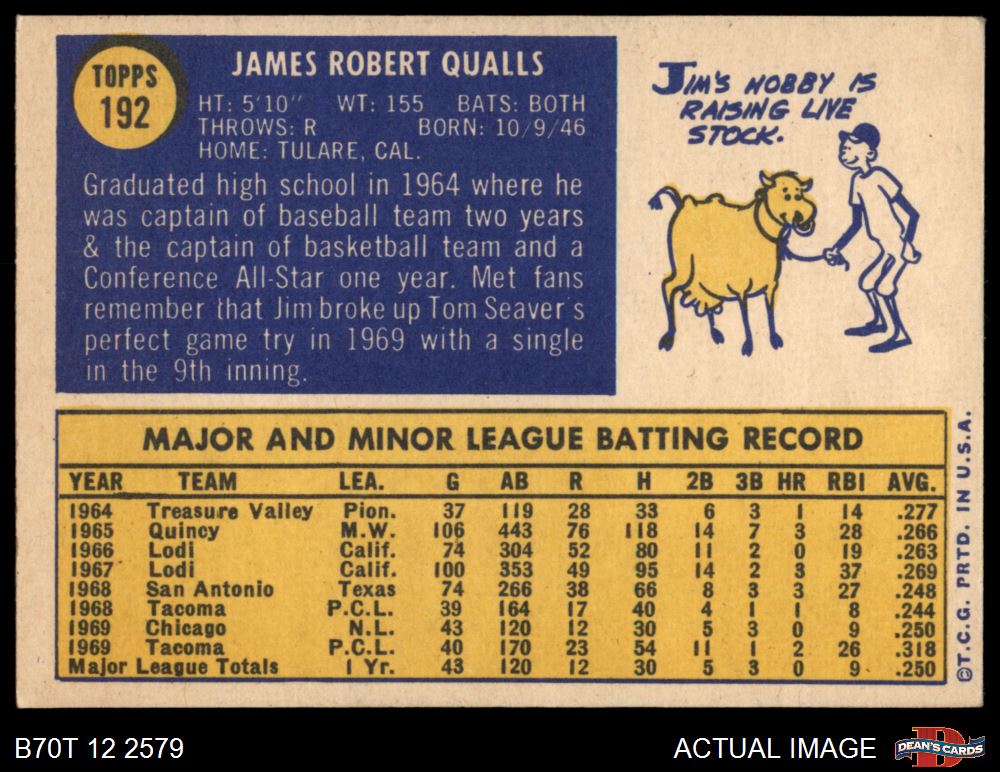 TOPPS
192
JAMES ROBERT QUALLS
HT: 5'10" WT: 155 BATS: BOTH
THROWS: R BORN: 10/9/46
HOME: TULARE, CAL.
Graduated high school in 1964 where he
was captain of baseball team two years
& the captain of basketball team and a
Conference All-Star one year. Met fans
remember that Jim broke up Tom Seaver's
perfect game try in 1969 with a single
in the 9th inning.
JIM'S HOBBY IS
RAISING LIVE
STOCK.
MAJOR AND MINOR LEAGUE BATTING RECORD
YEAR TEAM LEA. G AB R H 2B 3B HR RBI AVG.
1964 Treasure Valley Pion. 37 119 28 33 6 3 1 14 .277
1965 Quincy M.W. 106 443 76 118 14 7 3 28 .266
1966 Lodi Calif. 74 304 52 80 11 2 0 19 .263
1967 Lodi Calif. 100 353 49 95 14 2 3 37 .269
1968 San Antonio Texas 74 266 38 66 8 3 3 27 .248
1968 Tacoma P.C.L. 39 164 17 40 4 1 1 8 .244
1969 Chicago N.L. 43 120 12 30 5 3 0 9 .250
1969 Tacoma P.C.L. 40 170 23 54 11 1 2 26 .318
Major League Totals 1 Yr. 43 120 12 30 5 3 0 9 .250
©T.C.G. PRTD. IN U.S.A.
B70T 12 2579
ACTUAL IMAGE
D
DEAN'S CARDS